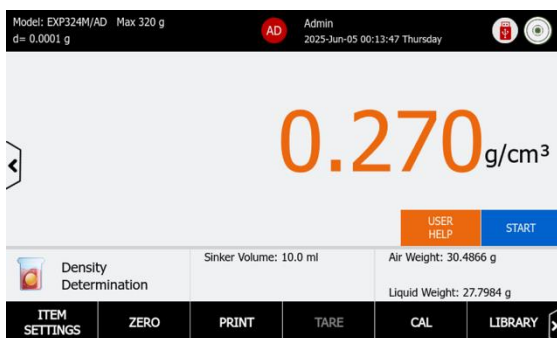 Model: EXP324M/AD Max 320 g
d= 0.0001 g
AD
Admin
2025-Jun-05 00:13:47 Thursday
0.270 g/cm³
USER
HELP
START
Density
Determination
Sinker Volume: 10.0 ml
Air Weight: 30.4866 g
Liquid Weight: 27.7984 g
ITEM
SETTINGS
ZERO
PRINT
TARE
CAL
LIBRARY